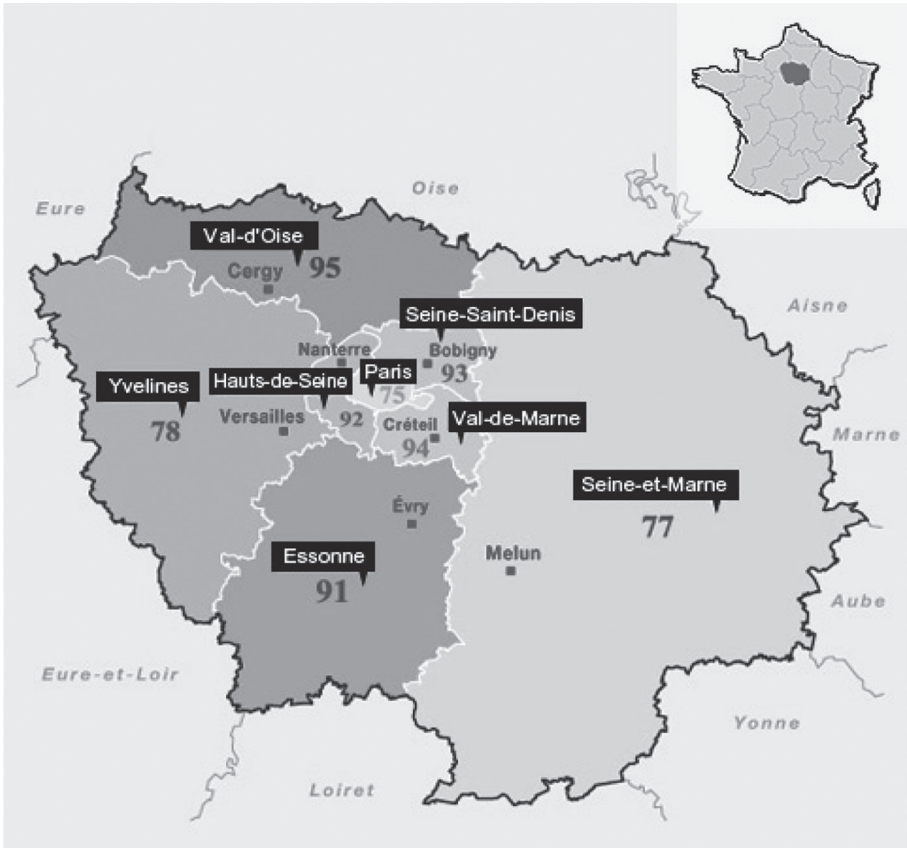 Oise
Eure
Val-d'Oise
95
Cergy
Aisne
Seine-Saint-Denis
Nanterre
Bobigny
93
Paris
75
Hauts-de-Seine
Yvelines
78
Versailles
92
Créteil
94
Val-de-Marne
Marne
Seine-et-Marne
77
Évry
Essonne
91
Melun
Aube
Eure-et-Loir
Yonne
Loiret